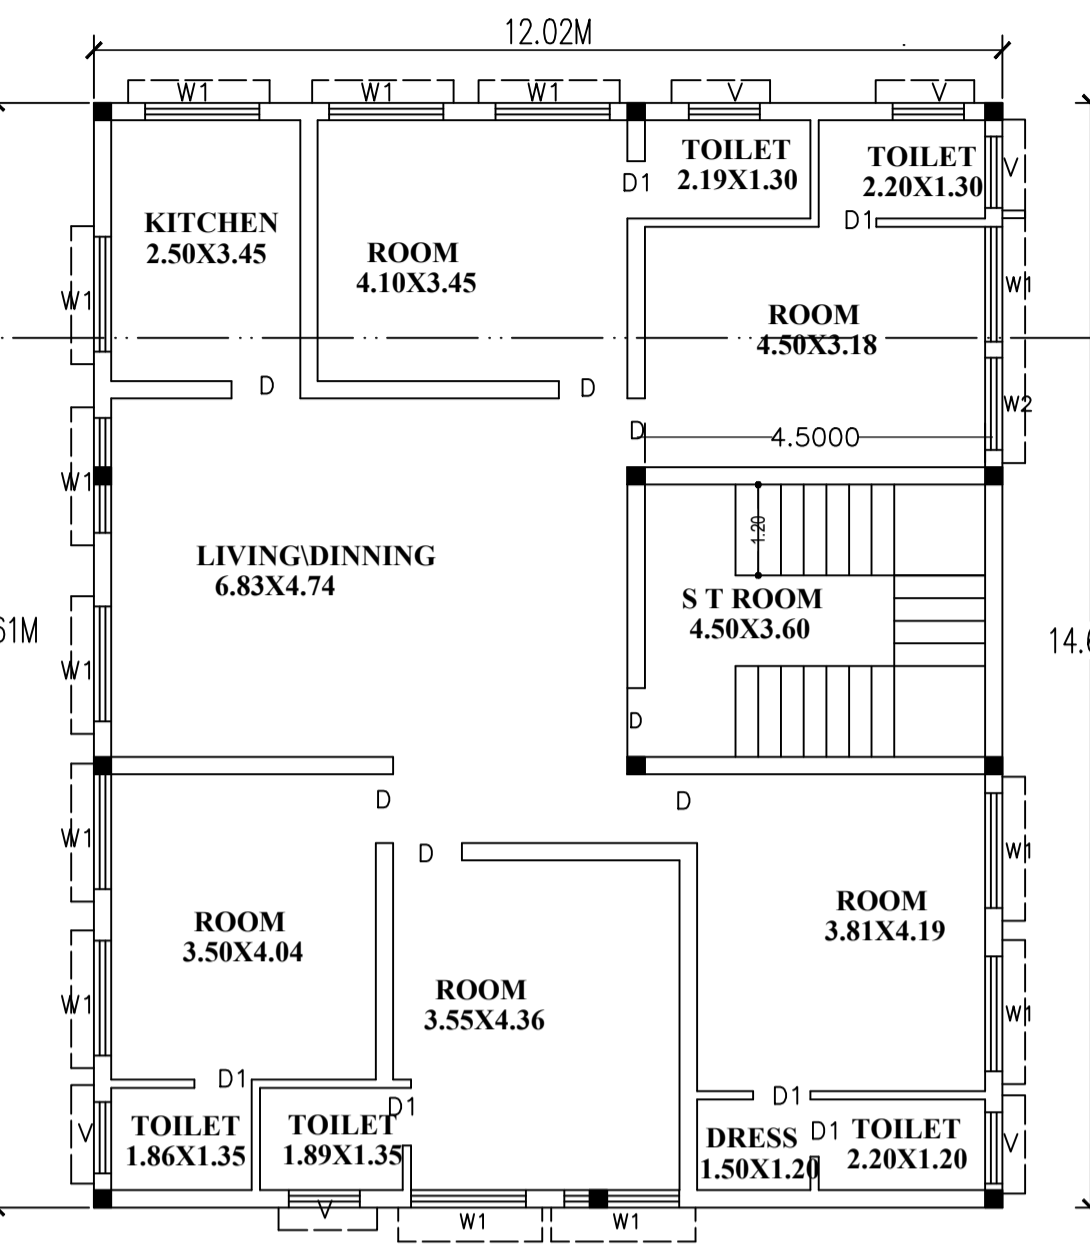 12.02M
W1
W1
W1
V
V
TOILET
2.19X1.30
TOILET
2.20X1.30
V
D1
D1
KITCHEN
2.50X3.45
ROOM
4.10X3.45
W1
W1
ROOM
4.50X3.18
D
D
W2
D
4.5000
W1
1.20
LIVING\DINNING
6.83X4.74
S T ROOM
4.50X3.60
61M
14.6
W1
D
D
D
W1
D
W1
ROOM
3.81X4.19
ROOM
3.50X4.04
ROOM
3.55X4.36
W1
W1
D1
D1
D1
V
TOILET
1.86X1.35
TOILET
1.89X1.35
DRESS
1.50X1.20
D1
TOILET
2.20X1.20
V
V
W1
W1